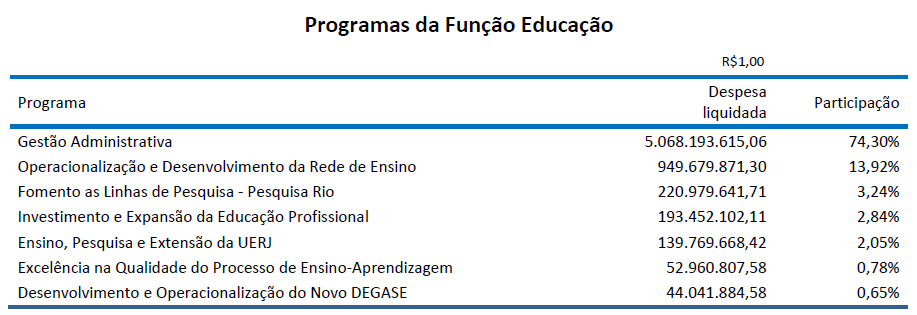 Programas da Função Educação
R$1,00
Programa Despesa liquidada Participação
Gestão Administrativa 5.068.193.615,06 74,30%
Operacionalização e Desenvolvimento da Rede de Ensino 949.679.871,30 13,92%
Fomento as Linhas de Pesquisa - Pesquisa Rio 220.979.641,71 3,24%
Investimento e Expansão da Educação Profissional 193.452.102,11 2,84%
Ensino, Pesquisa e Extensão da UERJ 139.769.668,42 2,05%
Excelência na Qualidade do Processo de Ensino-Aprendizagem 52.960.807,58 0,78%
Desenvolvimento e Operacionalização do Novo DEGASE 44.041.884,58 0,65%